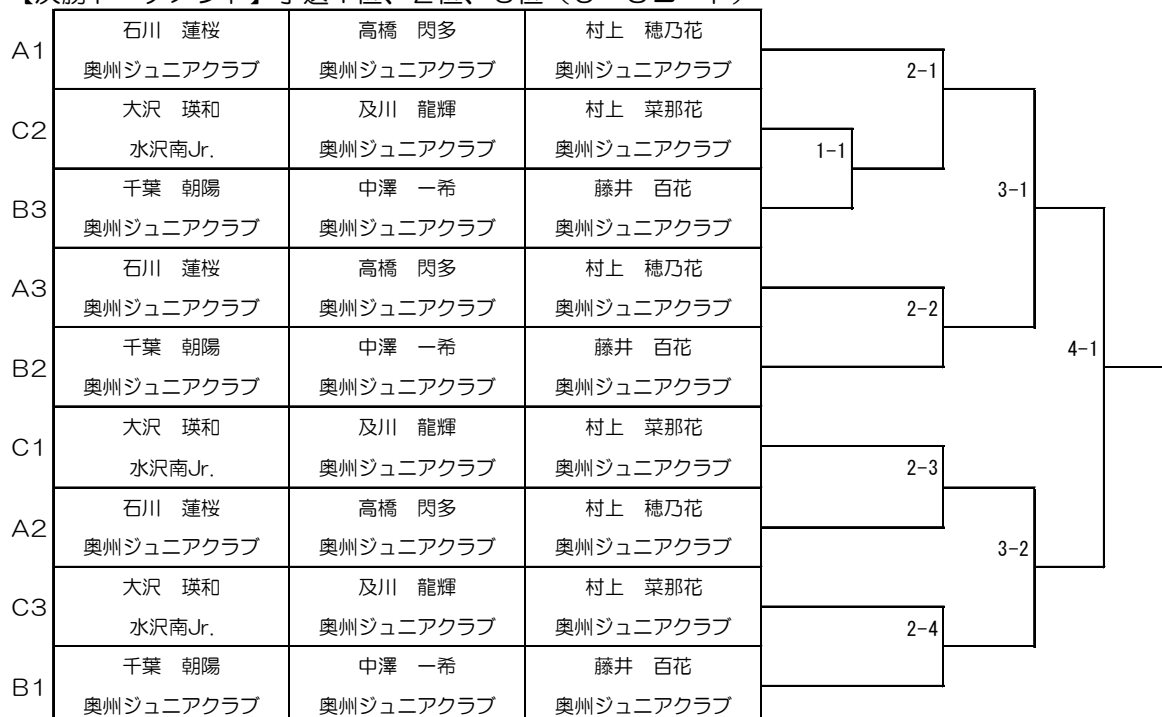 A1 石川 蓮桜 高橋 閃多 村上 穂乃花
奥州ジュニアクラブ 奥州ジュニアクラブ 奥州ジュニアクラブ 2-1
C2 大沢 瑛和 及川 龍輝 村上 菜那花
水沢南Jr. 奥州ジュニアクラブ 奥州ジュニアクラブ 1-1
B3 千葉 朝陽 中澤 一希 藤井 百花 3-1
奥州ジュニアクラブ 奥州ジュニアクラブ 奥州ジュニアクラブ
A3 石川 蓮桜 高橋 閃多 村上 穂乃花
奥州ジュニアクラブ 奥州ジュニアクラブ 奥州ジュニアクラブ 2-2
B2 千葉 朝陽 中澤 一希 藤井 百花 4-1
奥州ジュニアクラブ 奥州ジュニアクラブ 奥州ジュニアクラブ
C1 大沢 瑛和 及川 龍輝 村上 菜那花
水沢南Jr. 奥州ジュニアクラブ 奥州ジュニアクラブ 2-3
A2 石川 蓮桜 高橋 閃多 村上 穂乃花
奥州ジュニアクラブ 奥州ジュニアクラブ 奥州ジュニアクラブ 3-2
C3 大沢 瑛和 及川 龍輝 村上 菜那花
水沢南Jr. 奥州ジュニアクラブ 奥州ジュニアクラブ 2-4
B1 千葉 朝陽 中澤 一希 藤井 百花
奥州ジュニアクラブ 奥州ジュニアクラブ 奥州ジュニアクラブ